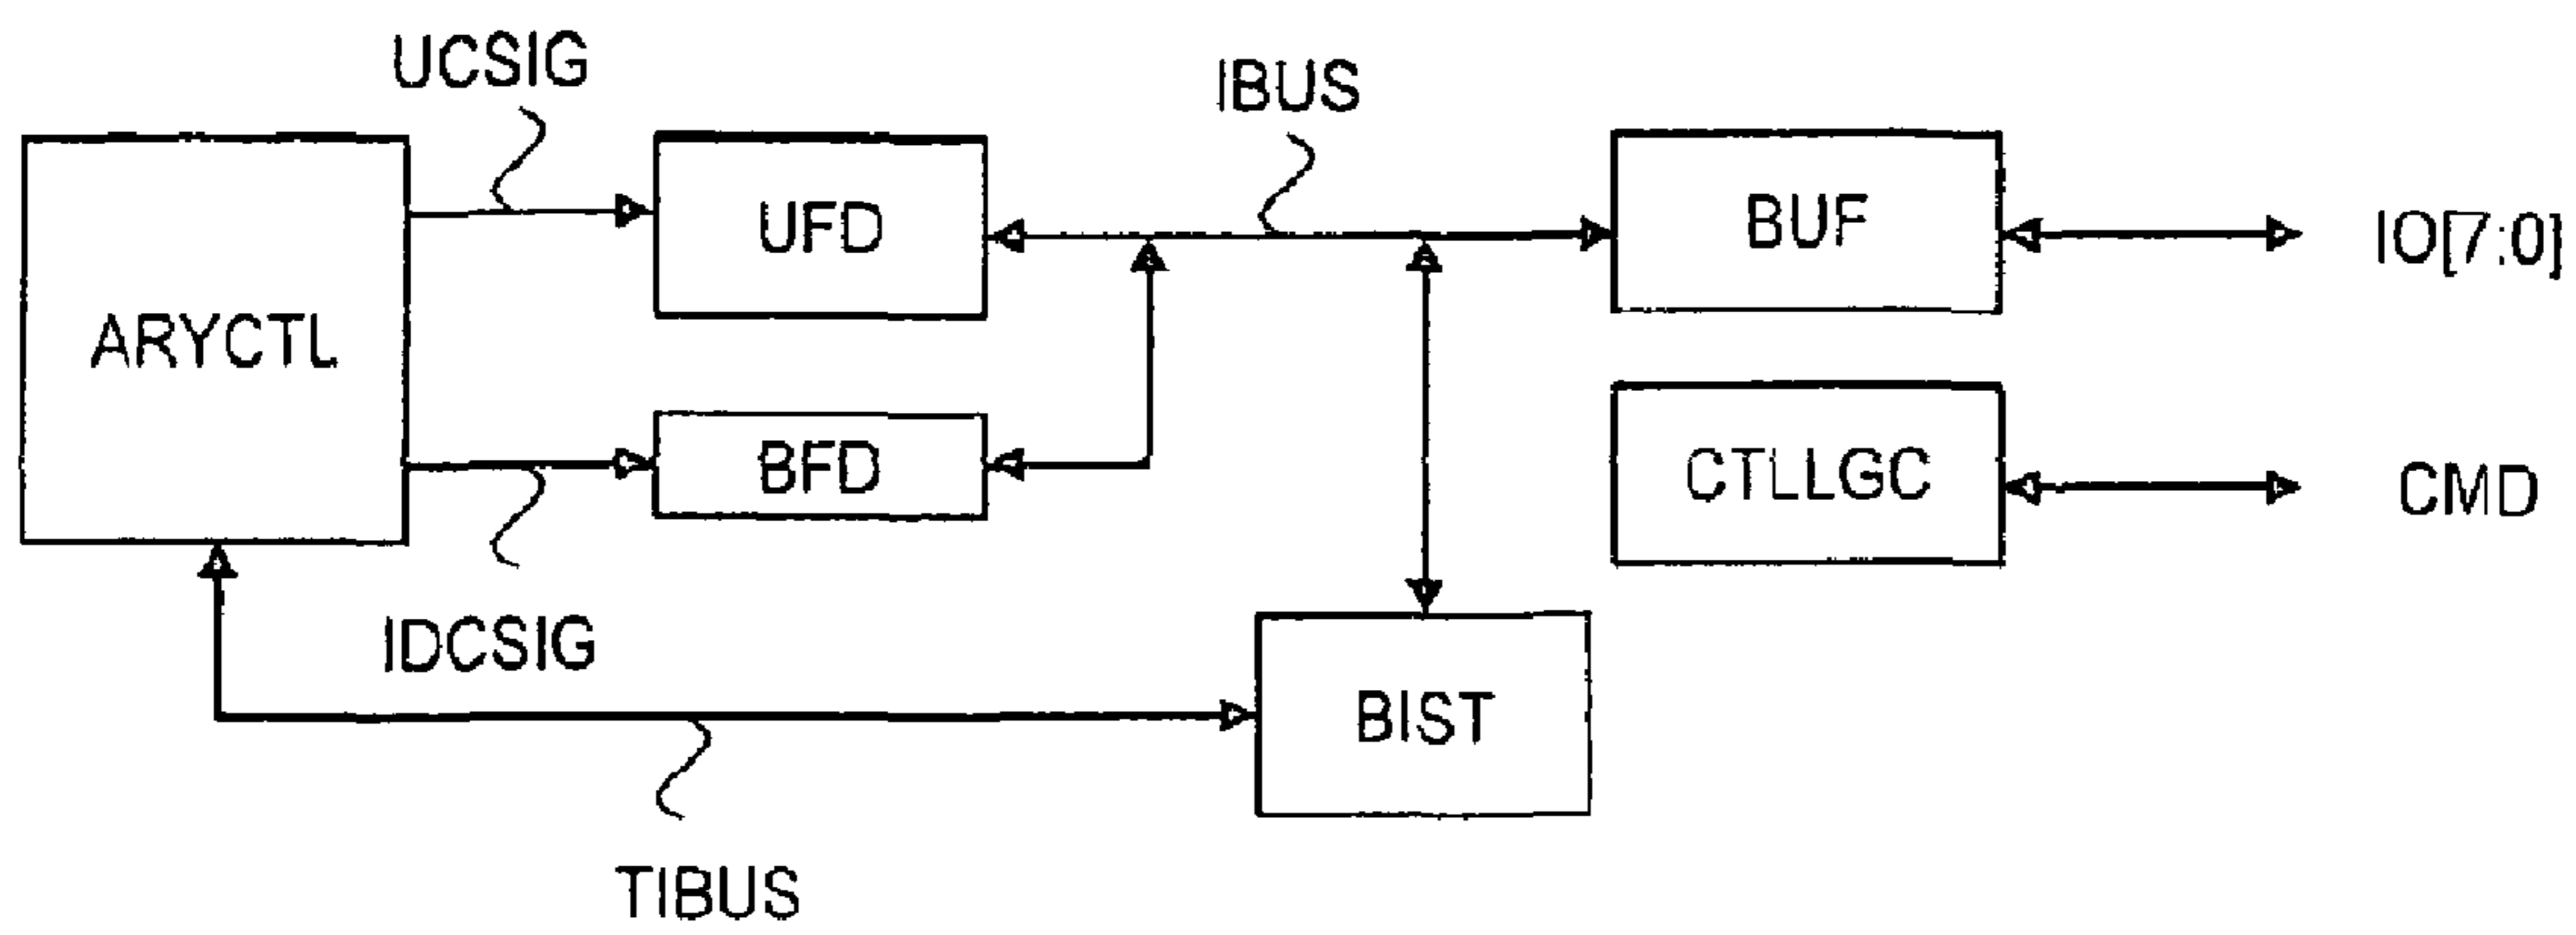 UCSIG
IBUS
ARYCTL
UFD
BUF
IO[7:0]
BFD
CTLLGC
CMD
IDCSIG
BIST
TIBUS